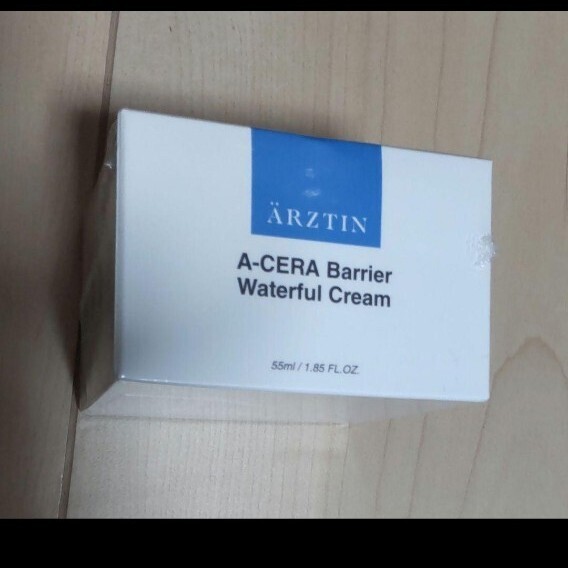 ÄRZTIN
A-CERA Barrier
Waterful Cream
55ml / 1.85 FL.OZ.